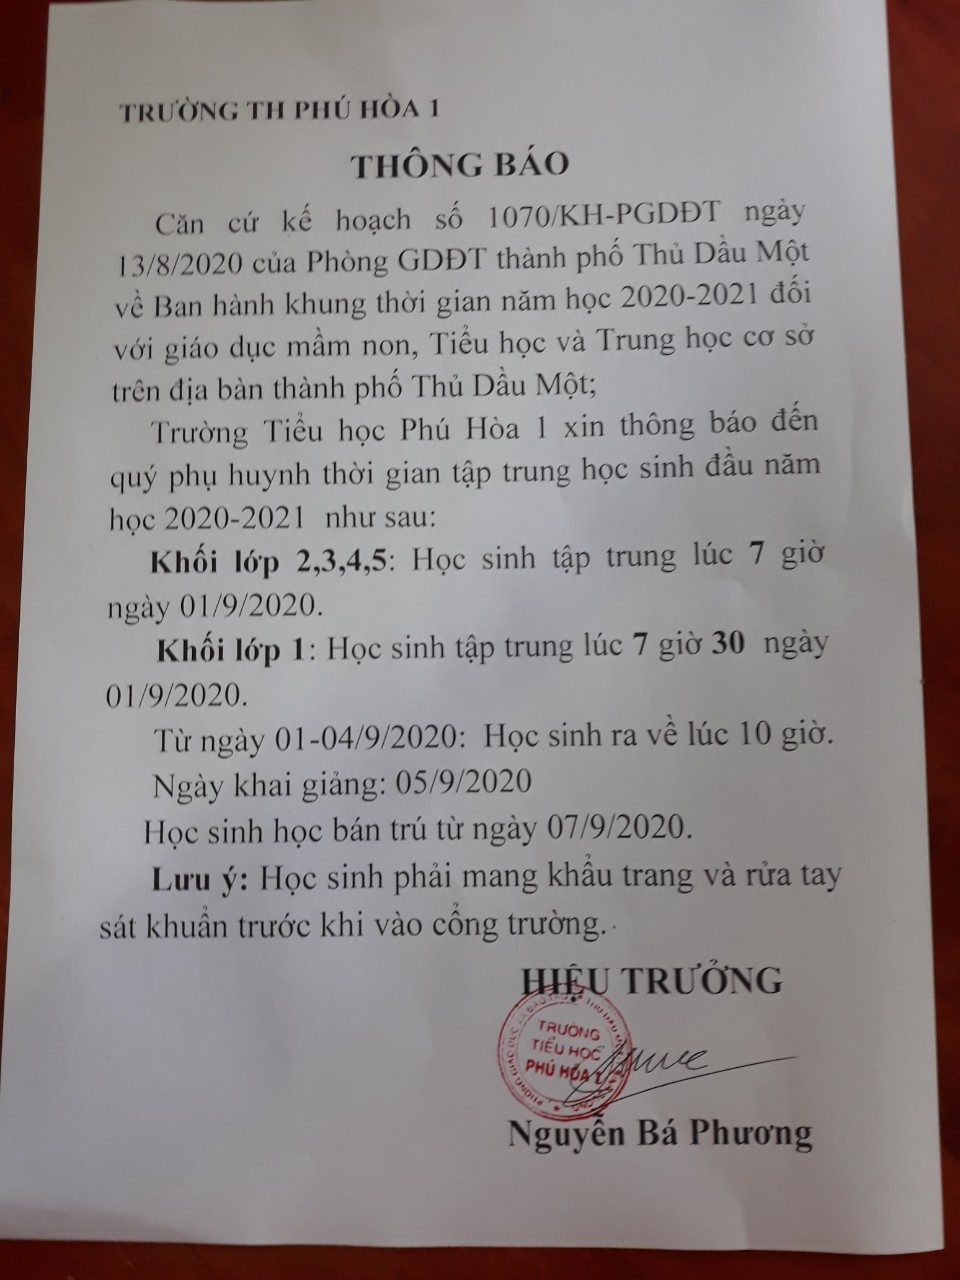 TRƯỜNG TH PHÚ HÒA 1
THÔNG BÁO
Căn cứ kế hoạch số 1070/KH-PGDĐT ngày
13/8/2020 của Phòng GDĐT thành phố Thủ Dầu Một
về Ban hành khung thời gian năm học 2020-2021 đối
với giáo dục mầm non, Tiểu học và Trung học cơ sở
trên địa bàn thành phố Thủ Dầu Một;
Trường Tiểu học Phú Hòa 1 xin thông báo đến
quý phụ huynh thời gian tập trung học sinh đầu năm
học 2020-2021 như sau:
Khối lớp 2,3,4,5: Học sinh tập trung lúc 7 giờ
ngày 01/9/2020.
Khối lớp 1: Học sinh tập trung lúc 7 giờ 30 ngày
01/9/2020.
Từ ngày 01-04/9/2020: Học sinh ra về lúc 10 giờ.
Ngày khai giảng: 05/9/2020
Học sinh học bán trú từ ngày 07/9/2020.
Lưu ý: Học sinh phải mang khẩu trang và rửa tay
sát khuẩn trước khi vào cổng trường.
HIỆU TRƯỞNG
TRƯỜNG
TIỂU HỌC
PHÚ HÒA 1
Nguyễn Bá Phương